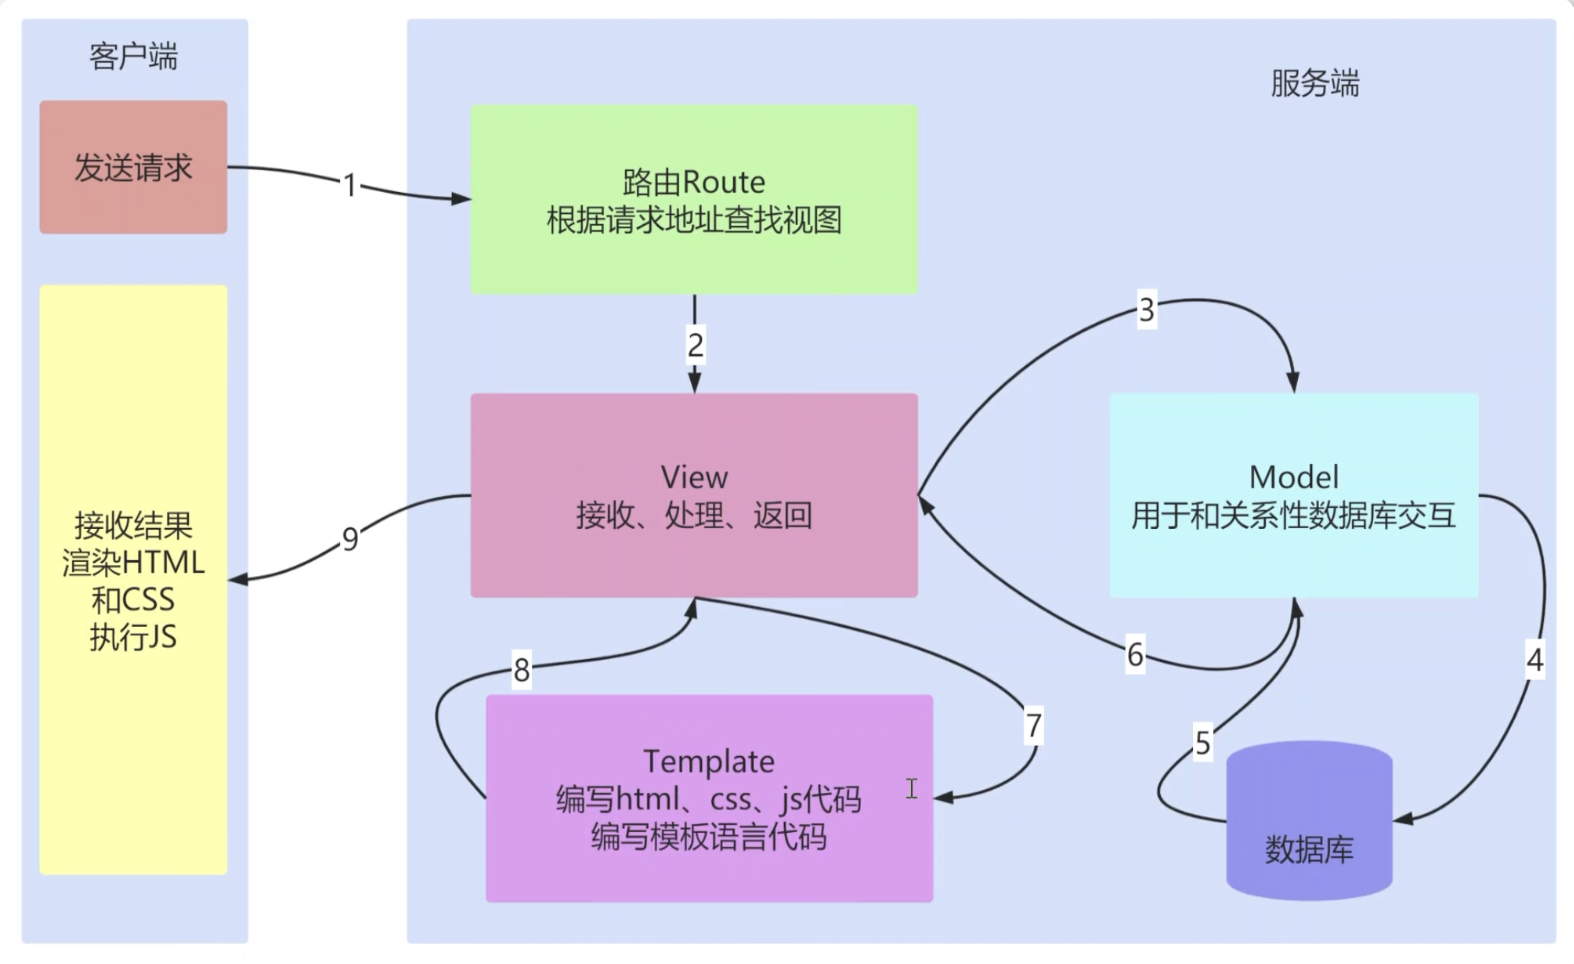 客户端
发送请求
接收结果
渲染HTML
和CSS
执行JS
服务端
1
路由Route
根据请求地址查找视图
2
3
View
接收、处理、返回
Model
用于和关系性数据库交互
9
6
4
8
7
5
Template
编写html、css、js代码
编写模板语言代码
数据库